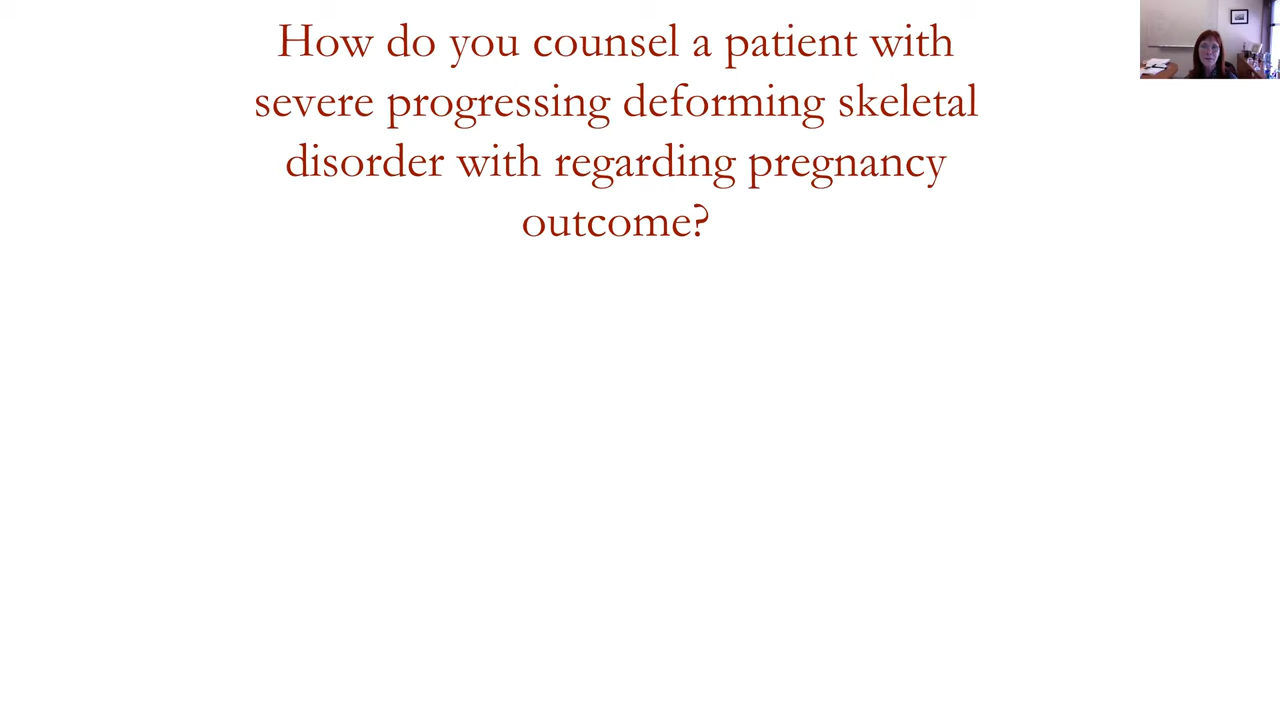 How do you counsel a patient with
severe progressing deforming skeletal
disorder with regarding pregnancy
outcome?